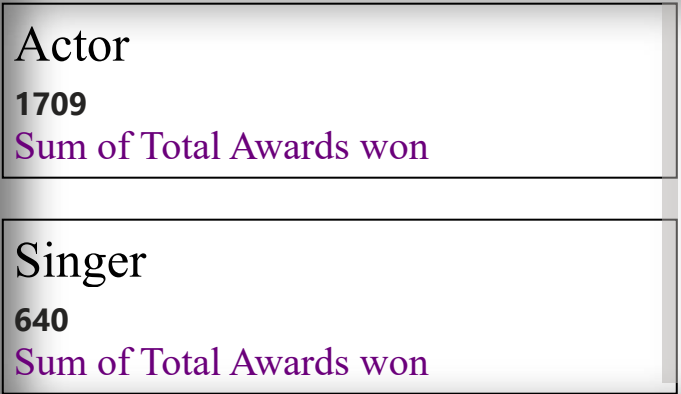 Actor
1709
Sum of Total Awards won
Singer
640
Sum of Total Awards won